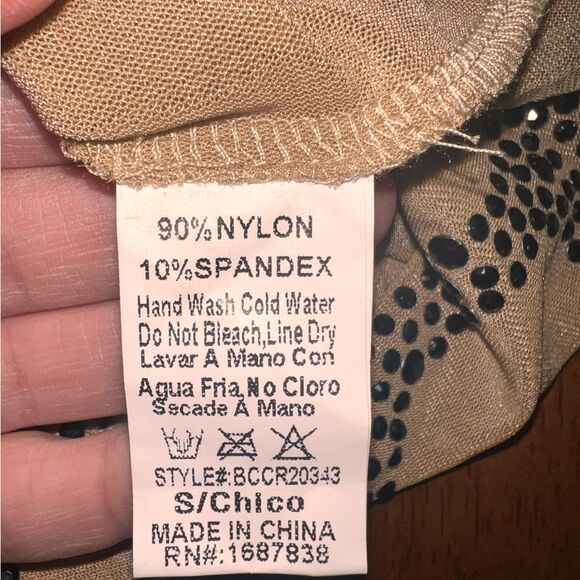 90%NYLON
10%SPANDEX
Hand Wash Cold Water
Do Not Bleach,Line Dry
Lavar A Mano Con
Agua Fria,No Cloro
Secade A Mano
STYLE#:BCCR20343
S/Chico
MADE IN CHINA
RN#:1687838